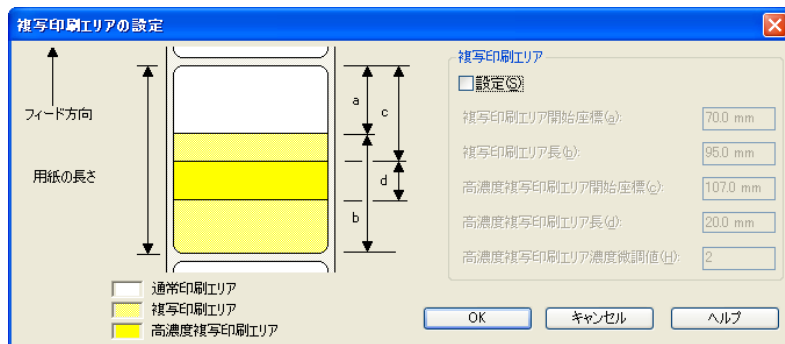 複写印刷エリアの設定
フィード方向
用紙の長さ
a
c
d
b
通常印刷エリア
複写印刷エリア
高濃度複写印刷エリア
複写印刷エリア
設定(S)
複写印刷エリア開始座標(a): 70.0 mm
複写印刷エリア長(b): 95.0 mm
高濃度複写印刷エリア開始座標(c): 107.0 mm
高濃度複写印刷エリア長(d): 20.0 mm
高濃度複写印刷エリア濃度微調値(H): 2
OK キャンセル ヘルプ